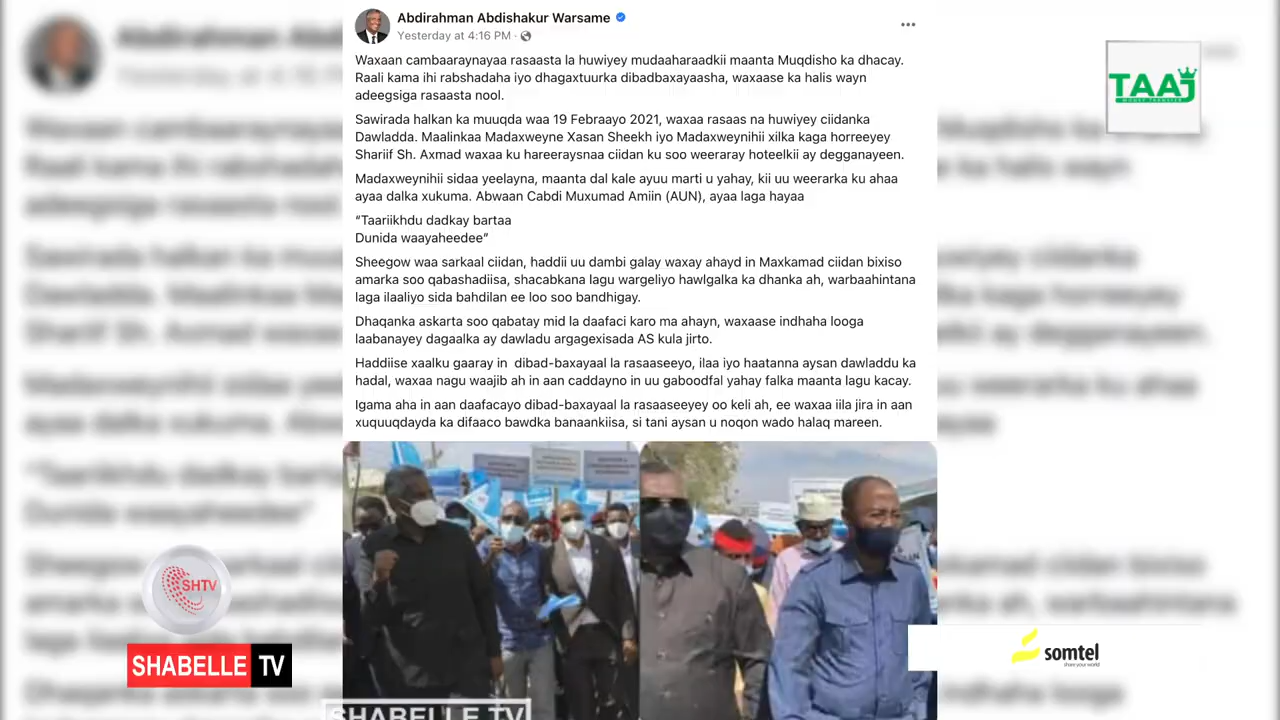 Abdirahman Abdishakur Warsame
Yesterday at 4:16 PM ·
Waxaan cambaaraynayaa rasaasta la huwiyey mudaaharaadkii maanta Muqdisho ka dhacay.
Raali kama ihi rabshadaha iyo dhagaxtuurka dibadbaxayaasha, waxaase ka halis wayn
adeegsiga rasaasta nool.
Sawirada halkan ka muuqda waa 19 Febraayo 2021, waxaa rasaas na huwiyey ciidanka
Dawladda. Maalinkaa Madaxweyne Xasan Sheekh iyo Madaxweynihii xilka kaga horreeyey
Shariif Sh. Axmad waxaa ku hareeraysnaa ciidan ku soo weeraray hoteelkii ay degganayeen.
Madaxweynihii sidaa yeelayna, maanta dal kale ayuu marti u yahay, kii uu weerarka ku ahaa
ayaa dalka xukuma. Abwaan Cabdi Muxumad Amiin (AUN), ayaa laga hayaa
“Taariikhdu dadkay bartaa
Dunida waayaheedee”
Sheegow waa sarkaal ciidan, haddii uu dambi galay waxay ahayd in Maxkamad ciidan bixiso
amarka soo qabashadiisa, shacabkana lagu wargeliyo hawlgalka ka dhanka ah, warbaahintana
laga ilaaliyo sida bahdilan ee loo soo bandhigay.
Dhaqanka askarta soo qabatay mid la daafaci karo ma ahayn, waxaase indhaha looga
laabanayey dagaalka ay dawladu argagexisada AS kula jirto.
Haddiise xaalku gaaray in dibad-baxayaal la rasaaseeyo, ilaa iyo haatanna aysan dawladdu ka
hadal, waxaa nagu waajib ah in aan caddayno in uu gaboodfal yahay falka maanta lagu kacay.
Igama aha in aan daafacayo dibad-baxayaal la rasaaseeyey oo keli ah, ee waxaa iila jira in aan
xuquuqdayda ka difaaco bawdka banaankiisa, si tani aysan u noqon wado halaq mareen.
TAAJ
MONEY TRANSFER
SHTV
SHABELLE TV
somtel
share your world
SHABELLE TV